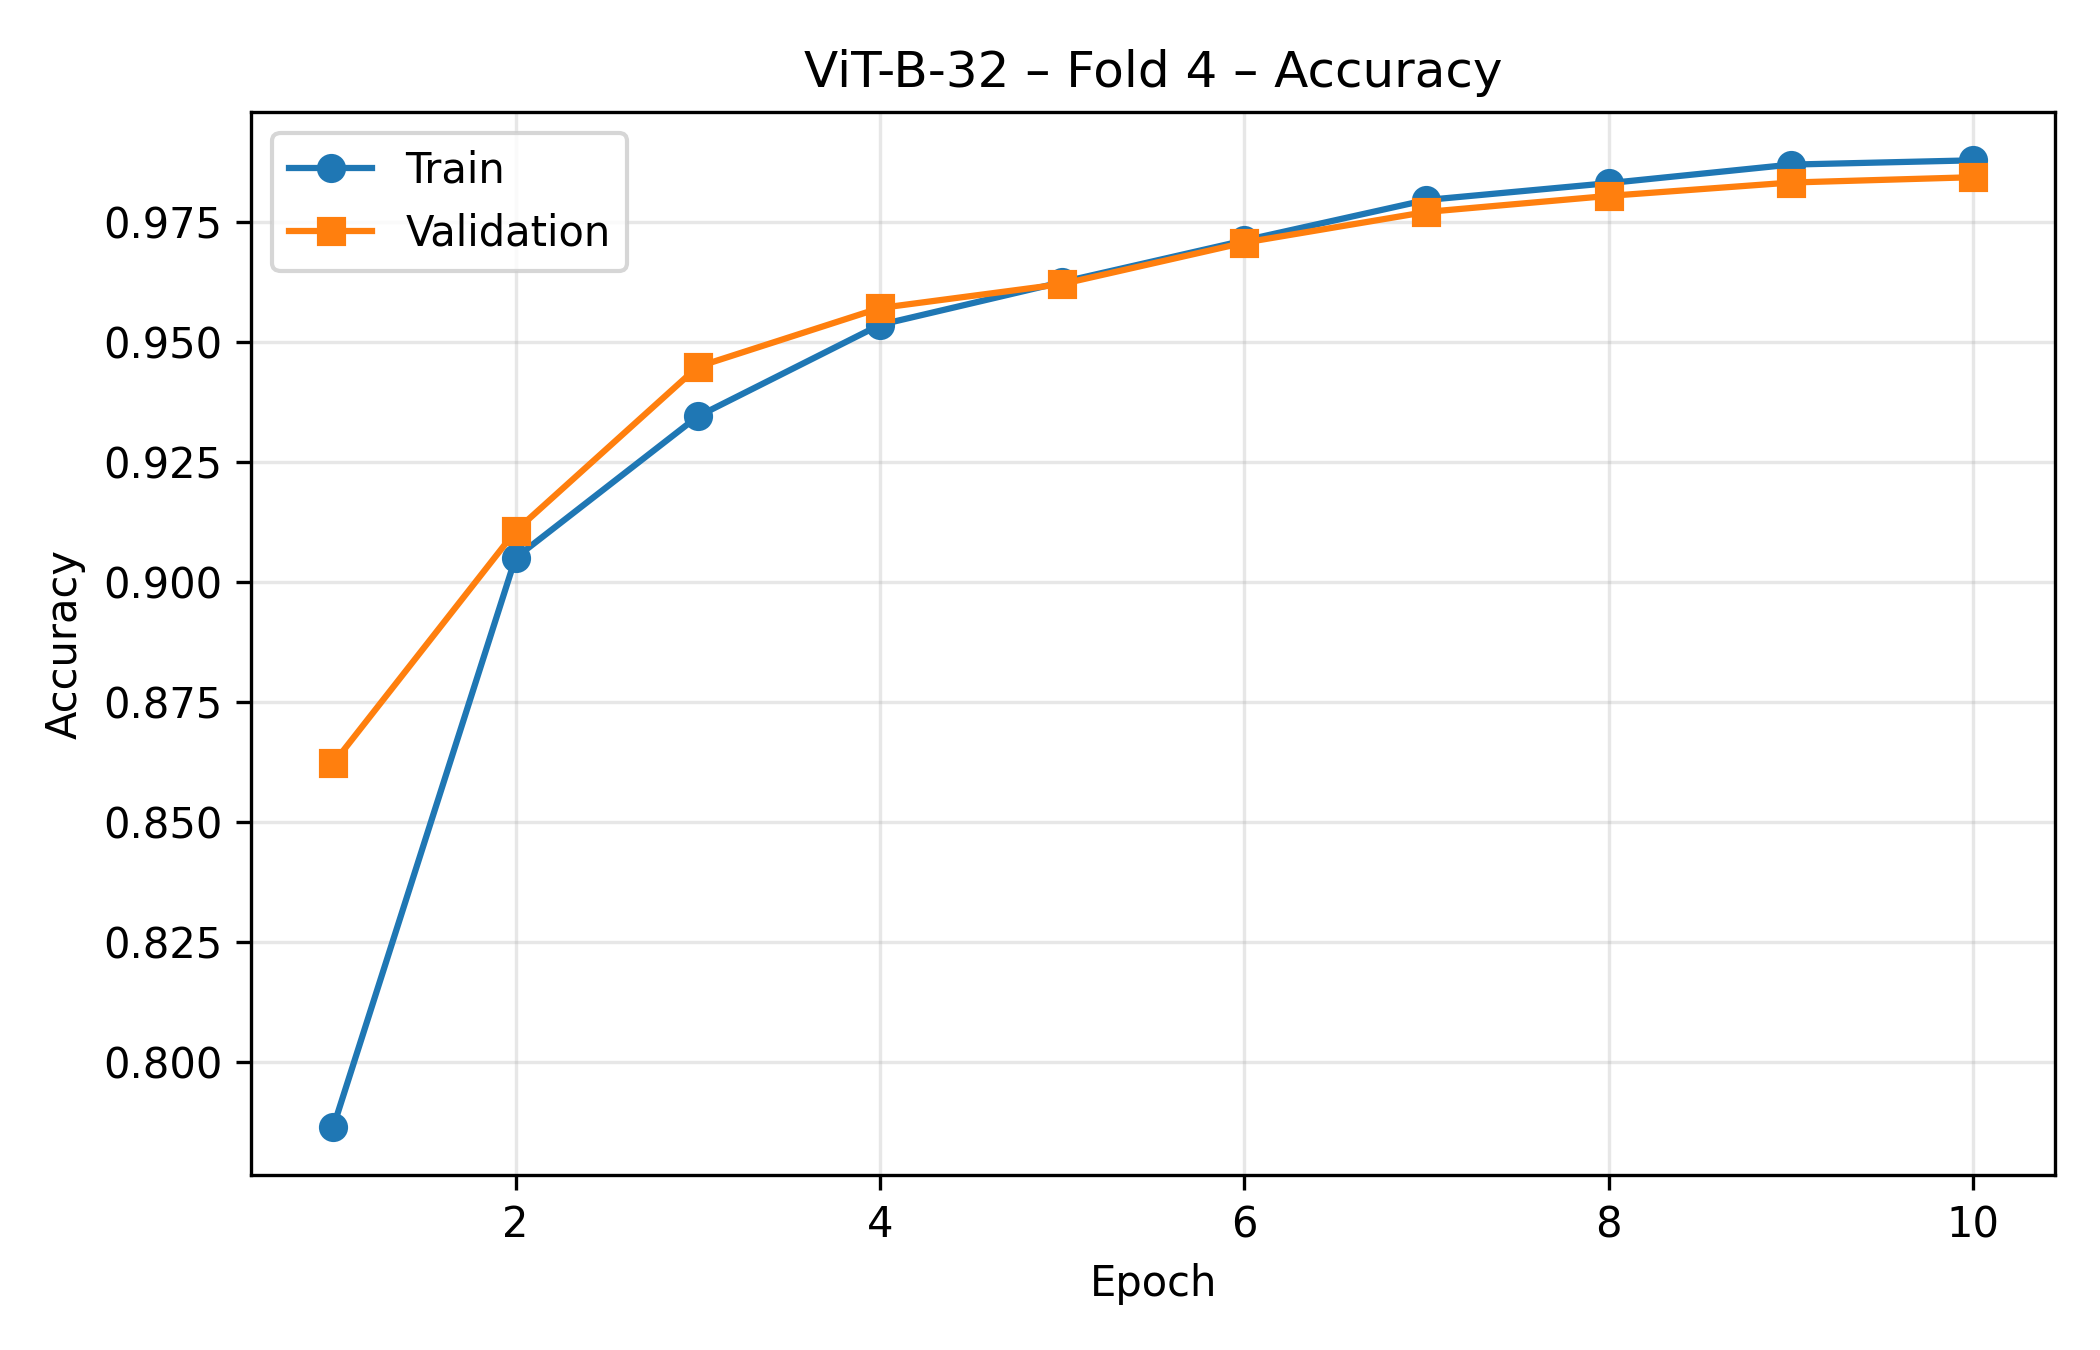 ViT-B-32 – Fold 4 – Accuracy
Train
Validation
Accuracy
0.975
0.950
0.925
0.900
0.875
0.850
0.825
0.800
2 4 6 8 10
Epoch